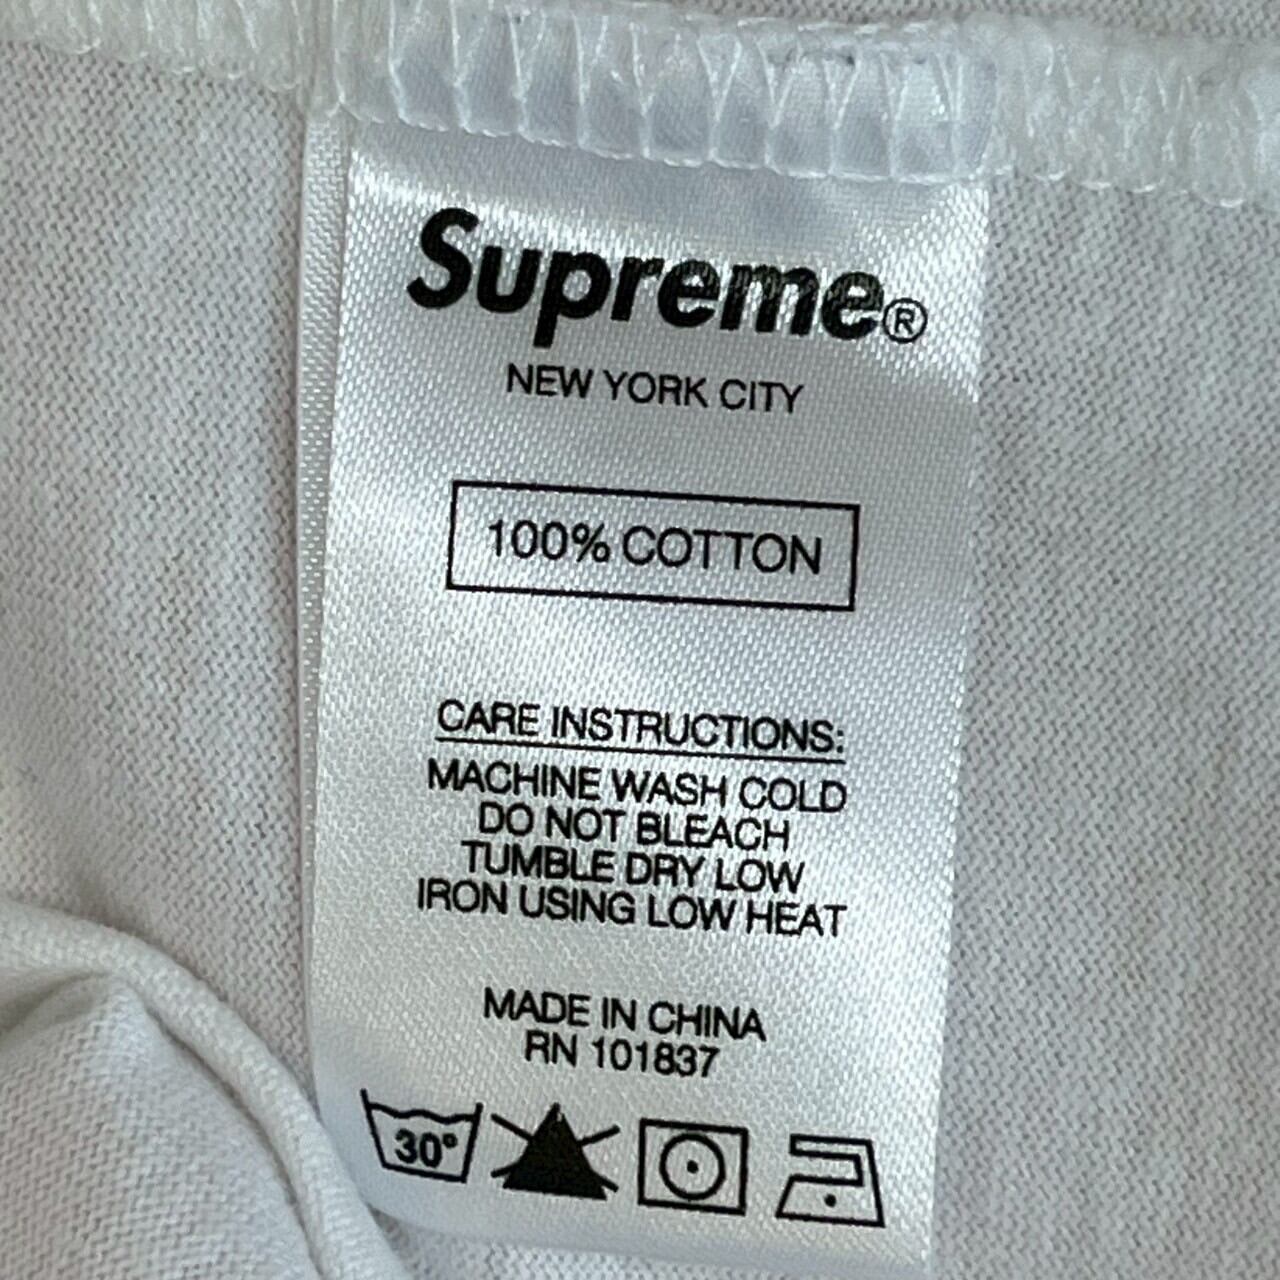 Supreme®
NEW YORK CITY
100% COTTON
CARE INSTRUCTIONS:
MACHINE WASH COLD
DO NOT BLEACH
TUMBLE DRY LOW
IRON USING LOW HEAT
MADE IN CHINA
RN 101837
30°